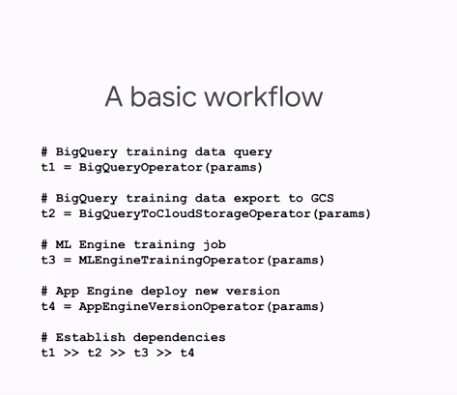 A basic workflow
# BigQuery training data query
t1 = BigQueryOperator(params)
# BigQuery training data export to GCS
t2 = BigQueryToCloudStorageOperator(params)
# ML Engine training job
t3 = MLEngineTrainingOperator(params)
# App Engine deploy new version
t4 = AppEngineVersionOperator(params)
# Establish dependencies
t1 >> t2 >> t3 >> t4